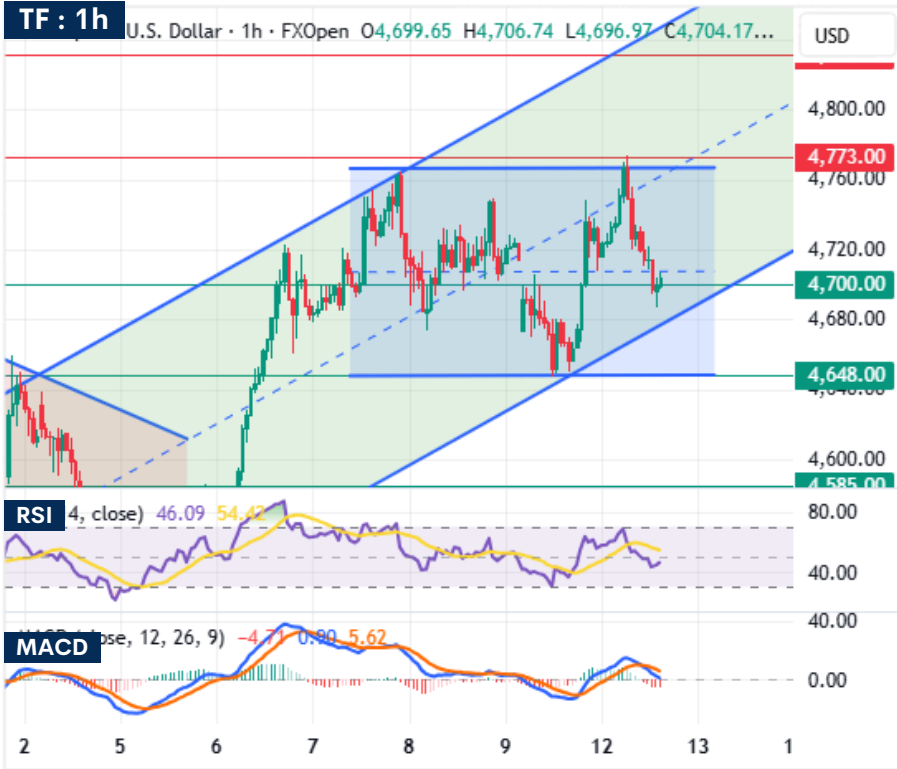 TF : 1h
U.S. Dollar · 1h · FXOpen O4,699.65 H4,706.74 L4,696.97 C4,704.17...
USD
4,800.00
4,773.00
4,760.00
4,720.00
4,700.00
4,680.00
4,648.00
4,640.00
4,600.00
4,585.00
RSI 4, close) 46.09 54.42
80.00
40.00
MACD close, 12, 26, 9) −4.71 0.90 5.62
40.00
0.00
2 5 6 7 8 9 12 13 1